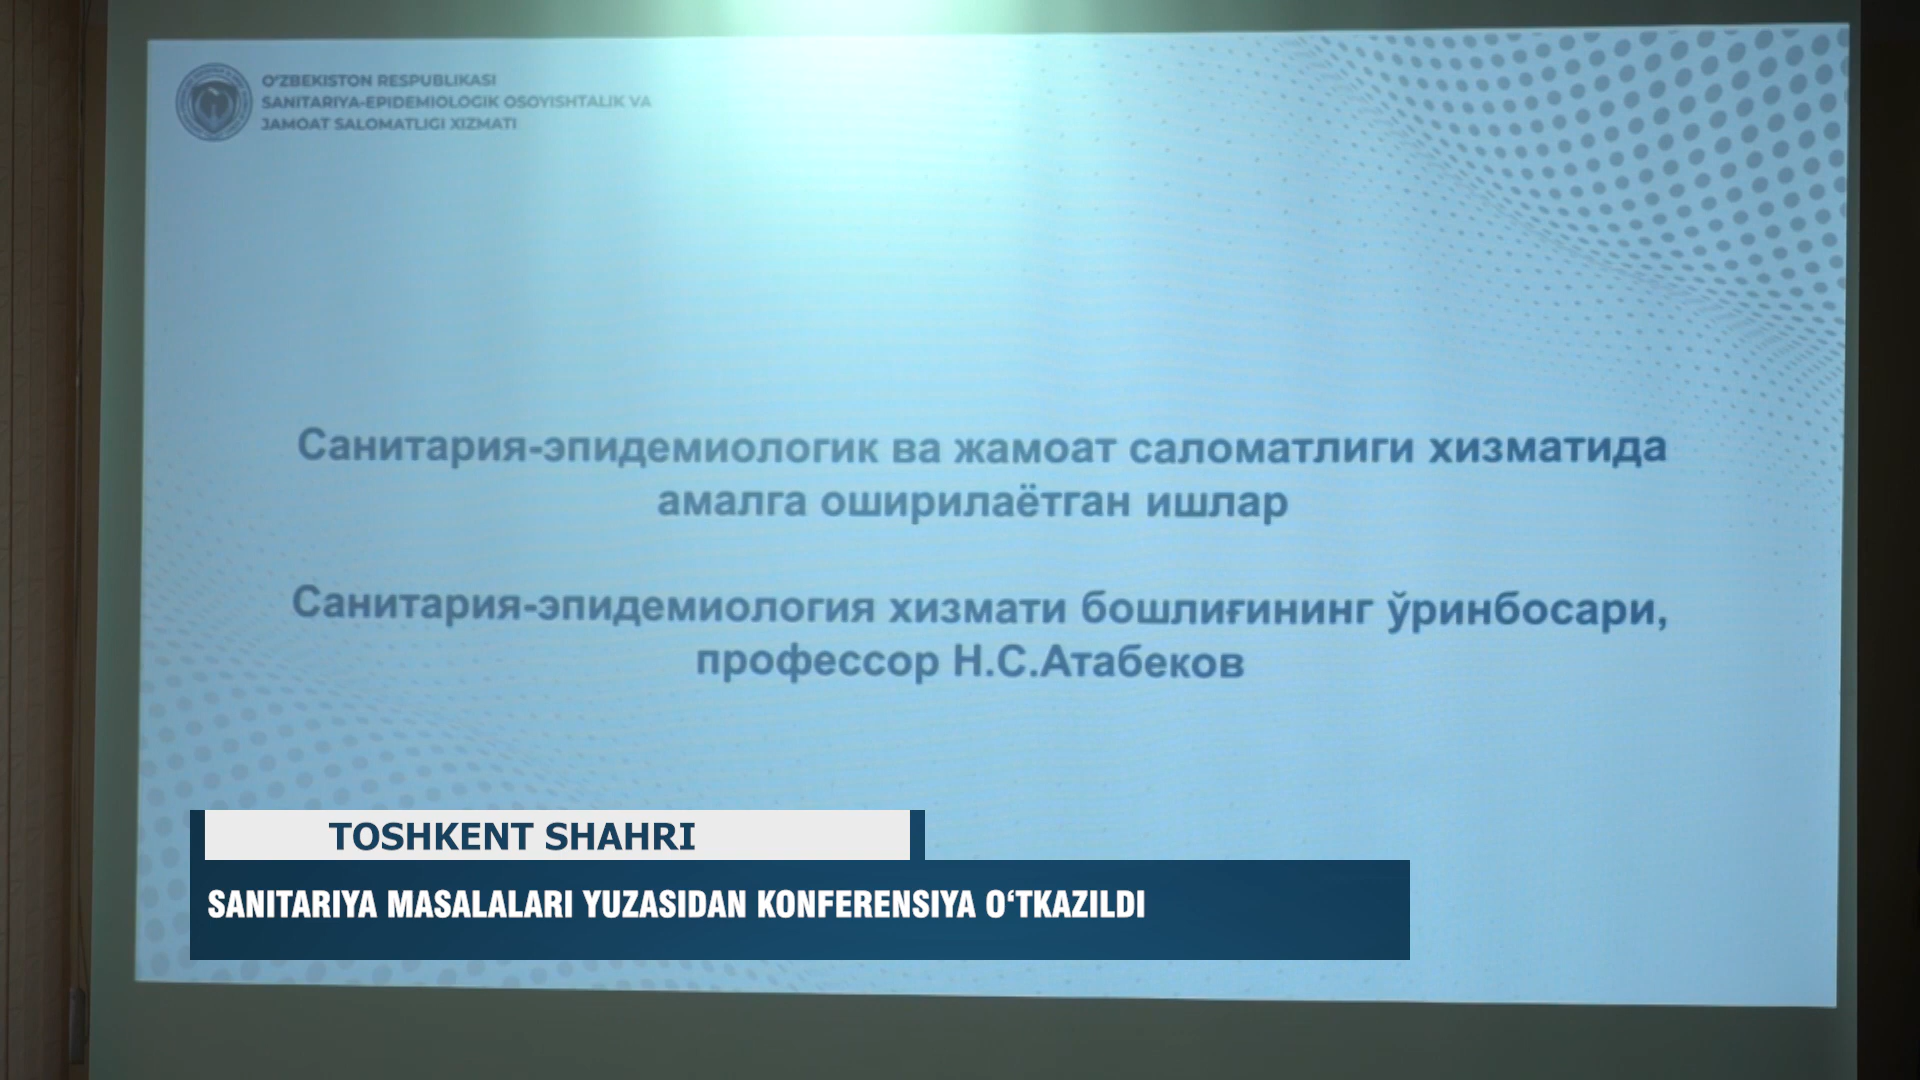 O'ZBEKISTON RESPUBLIKASI
SANITARIYA-EPIDEMIOLOGIK OSOYISHTALIK VA
JAMOAT SALOMATLIGI XIZMATI
Санитария-эпидемиологик ва жамоат саломатлиги хизматида
амалга оширилаётган ишлар
Санитария-эпидемиология хизмати бошлиғининг ўринбосари,
профессор Н.С.Атабеков
TOSHKENT SHAHRI
SANITARIYA MASALALARI YUZASIDAN KONFERENSIYA O‘TKAZILDI